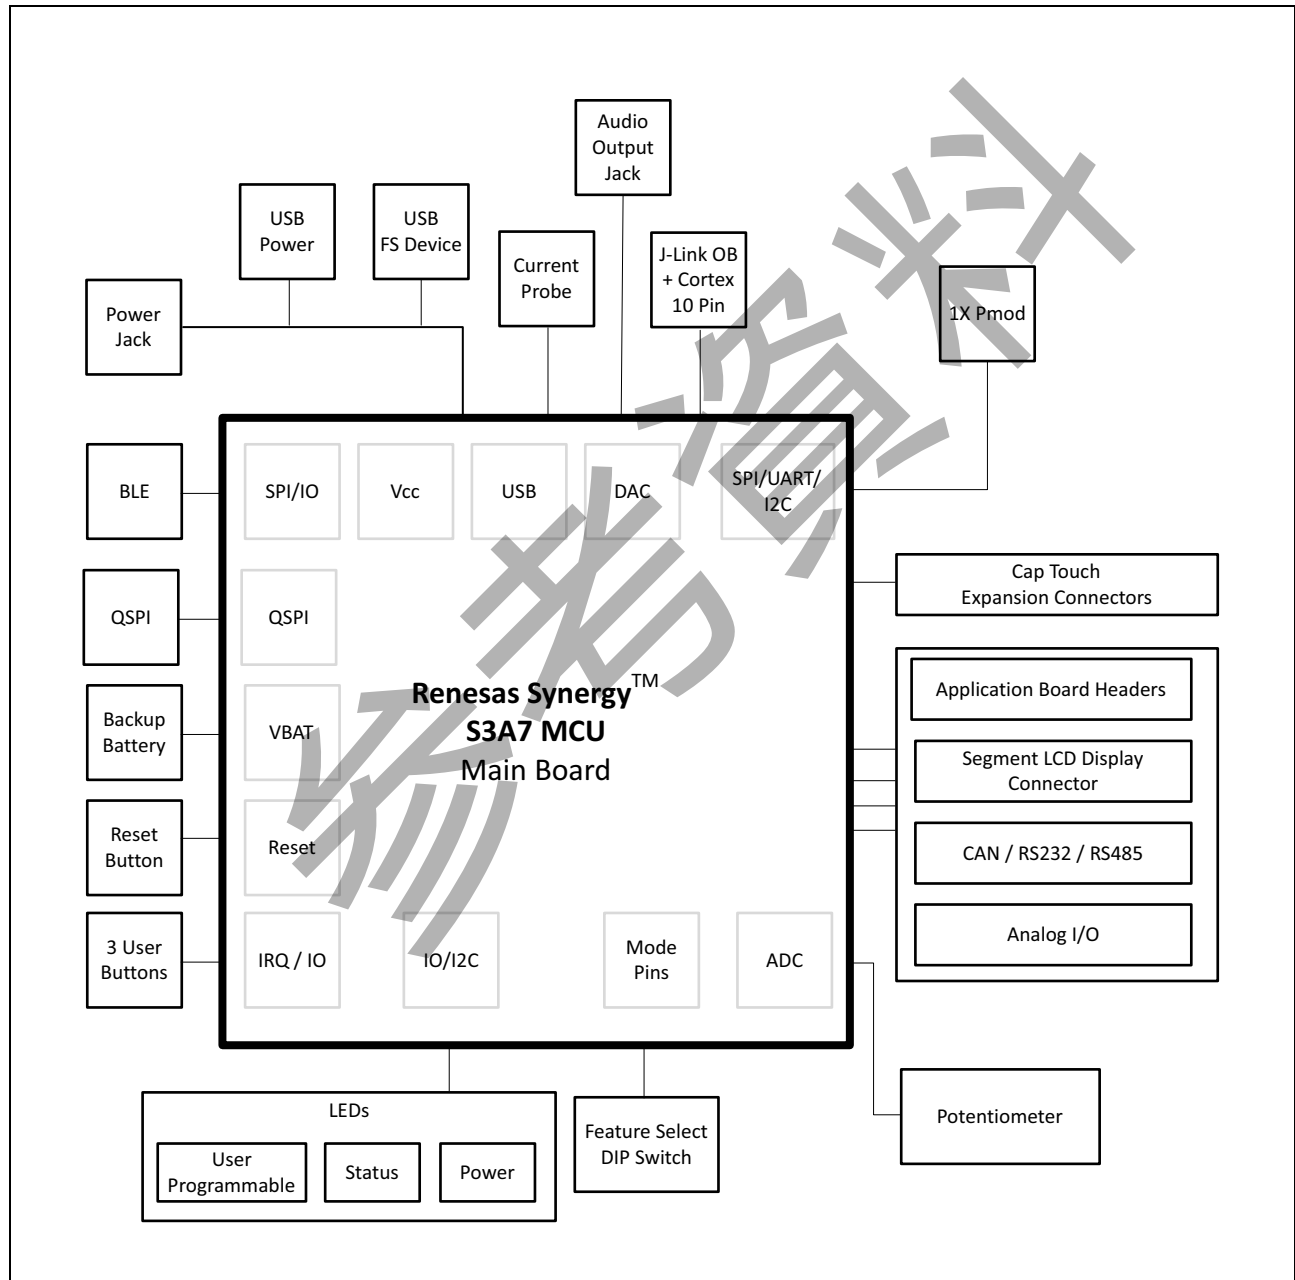 Audio
Output
Jack
USB
Power
USB
FS Device
Current
Probe
J-Link OB
+ Cortex
10 Pin
1X Pmod
Power
Jack
BLE
SPI/IO
Vcc
USB
DAC
SPI/UART/
I2C
Cap Touch
Expansion Connectors
QSPI
QSPI
Renesas Synergy™
S3A7 MCU
Main Board
Application Board Headers
Backup
Battery
VBAT
Segment LCD Display
Connector
Reset
Button
Reset
CAN / RS232 / RS485
Analog I/O
3 User
Buttons
IRQ / IO
IO/I2C
Mode
Pins
ADC
LEDs
User
Programmable
Status
Power
Feature Select
DIP Switch
Potentiometer
参考資料